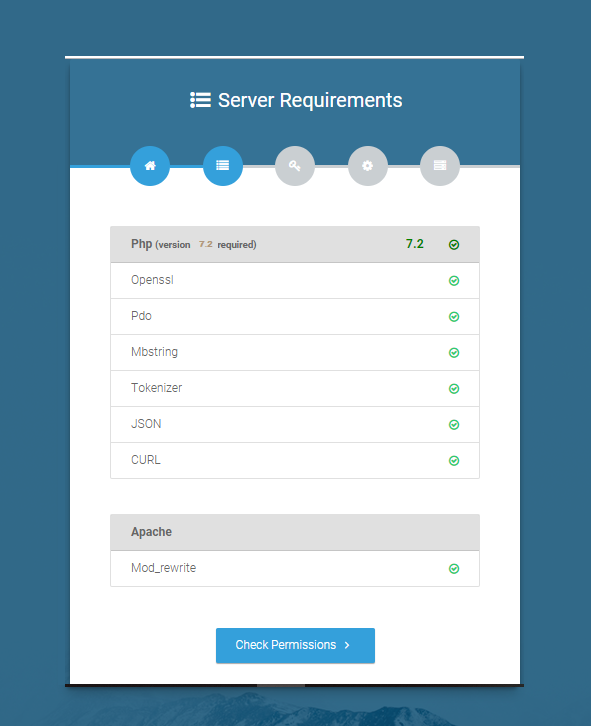 Server Requirements
Php (version 7.2 required) 7.2
Openssl
Pdo
Mbstring
Tokenizer
JSON
CURL
Apache
Mod_rewrite
Check Permissions